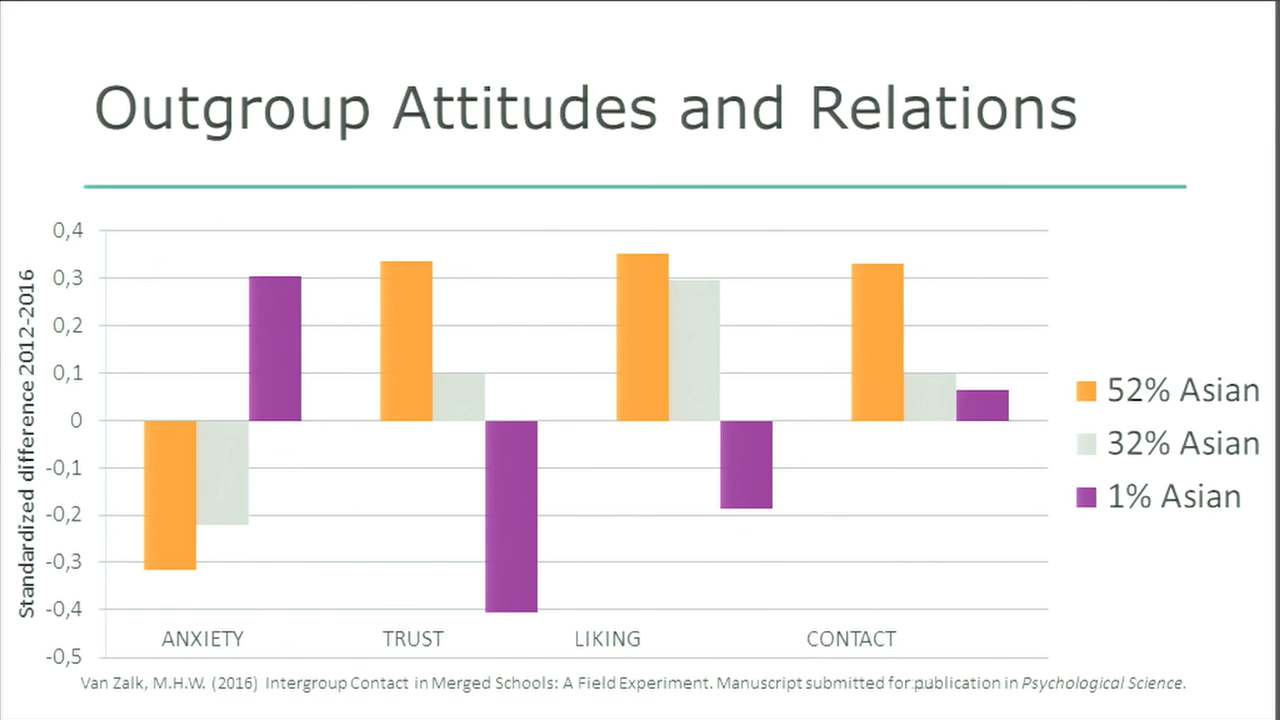 Outgroup Attitudes and Relations
Standardized difference 2012-2016
0,4
0,3
0,2
0,1
0
-0,1
-0,2
-0,3
-0,4
-0,5
ANXIETY TRUST LIKING CONTACT
52% Asian
32% Asian
1% Asian
Van Zalk, M.H.W. (2016) Intergroup Contact in Merged Schools: A Field Experiment. Manuscript submitted for publication in Psychological Science.